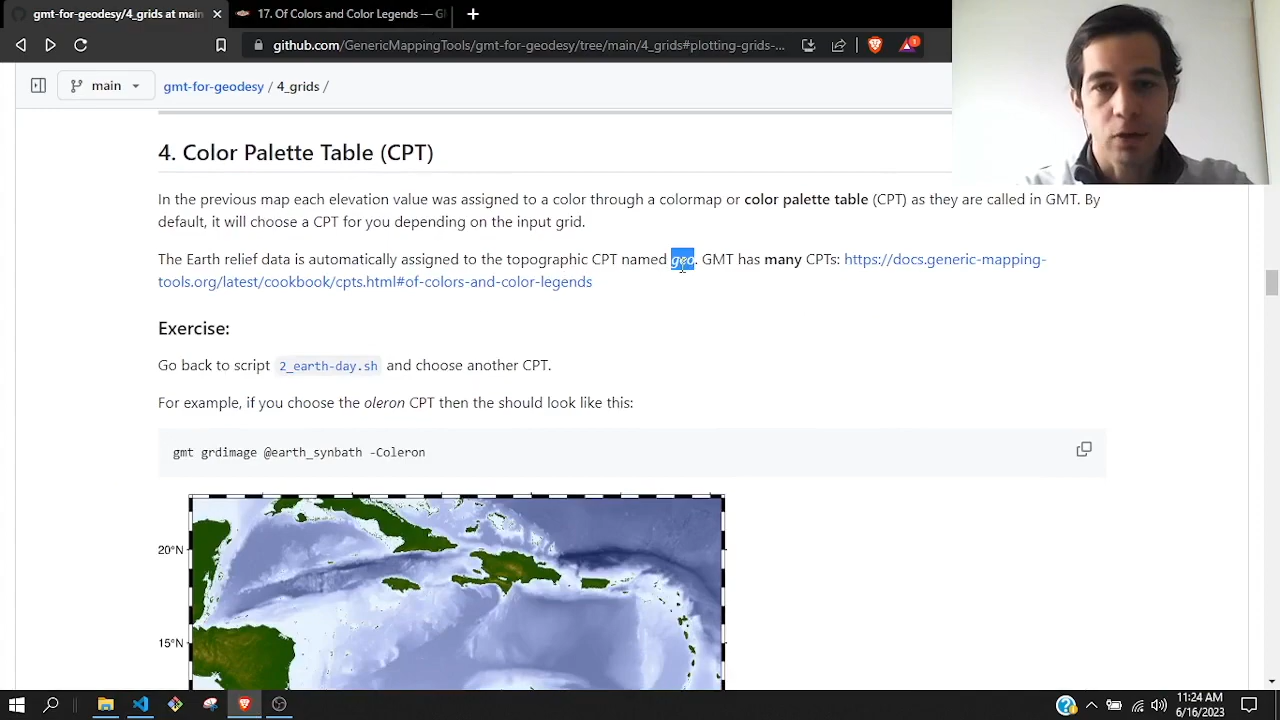 gmt-for-geodesy/4_grids at main
17. Of Colors and Color Legends — GM
github.com/GenericMappingTools/gmt-for-geodesy/tree/main/4_grids#plotting-grids-...
main
gmt-for-geodesy / 4_grids /
4. Color Palette Table (CPT)
In the previous map each elevation value was assigned to a color through a colormap or color palette table (CPT) as they are called in GMT. By
default, it will choose a CPT for you depending on the input grid.
The Earth relief data is automatically assigned to the topographic CPT named geo. GMT has many CPTs: https://docs.generic-mapping-
tools.org/latest/cookbook/cpts.html#of-colors-and-color-legends
Exercise:
Go back to script 2_earth-day.sh and choose another CPT.
For example, if you choose the oleron CPT then the should look like this:
gmt grdimage @earth_synbath -Coleron
20°N
15°N
11:24 AM
6/16/2023